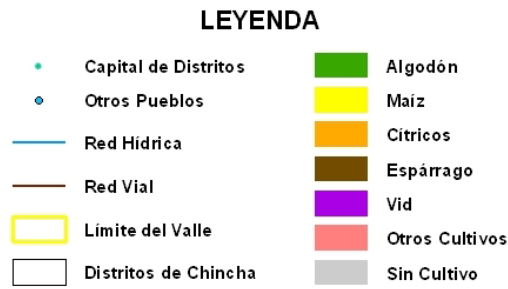 LEYENDA
Capital de Distritos
Otros Pueblos
Red Hídrica
Red Vial
Límite del Valle
Distritos de Chincha
Algodón
Maíz
Cítricos
Espárrago
Vid
Otros Cultivos
Sin Cultivo